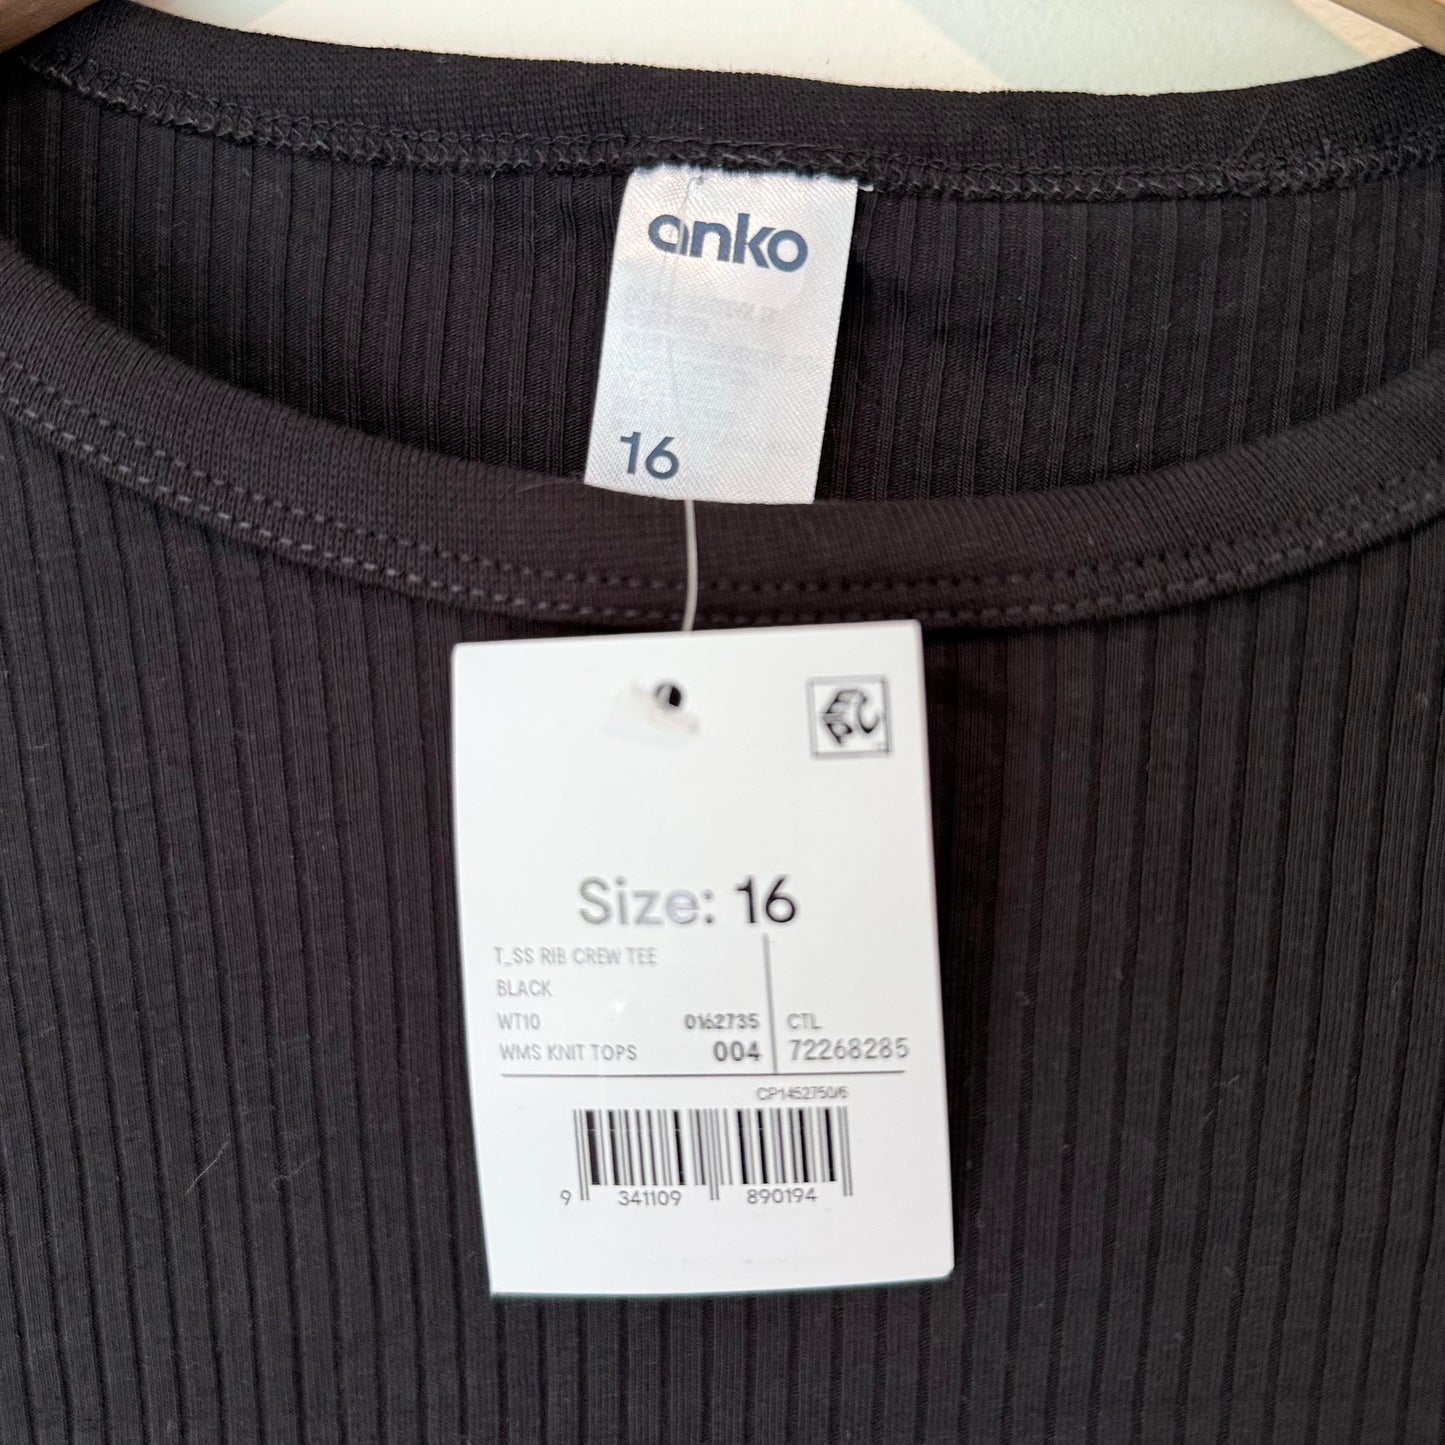 anko
16
Size: 16
T_SS RIB CREW TEE
BLACK
WT10 0162735 CTL
WMS KNIT TOPS 004 72268285
CP1452750/6
9 341109 890194